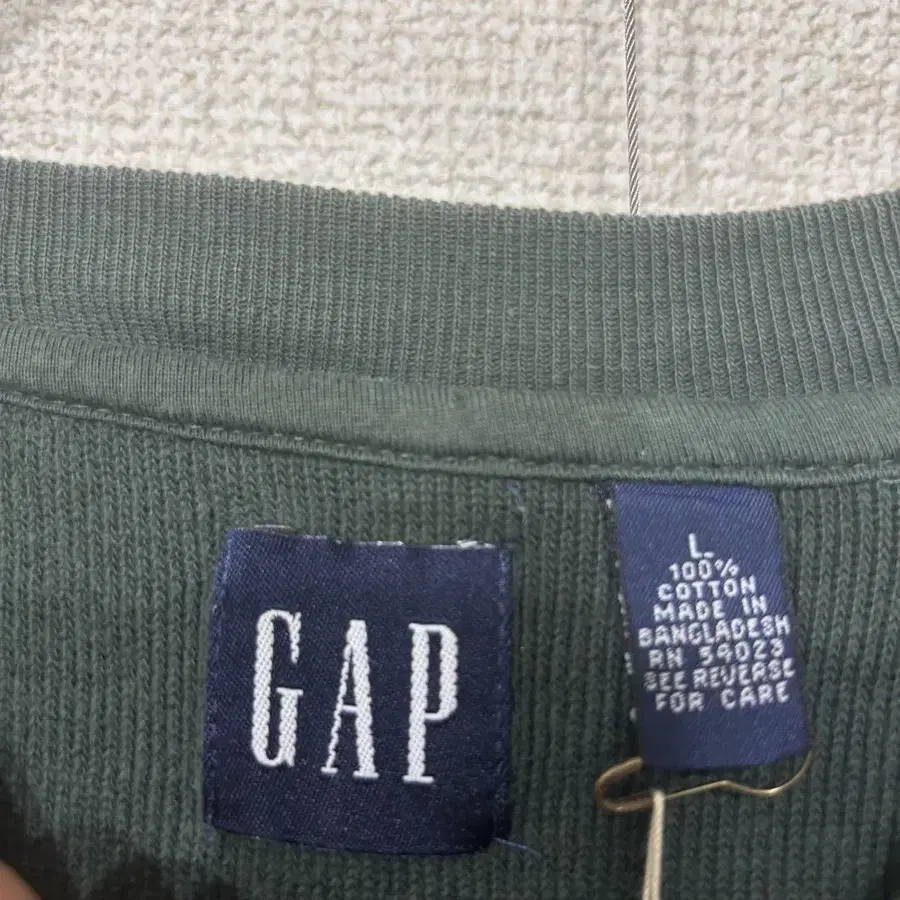 GAP
L.
100%
COTTON
MADE IN
BANGLADESH
RN 54023
SEE REVERSE
FOR CARE